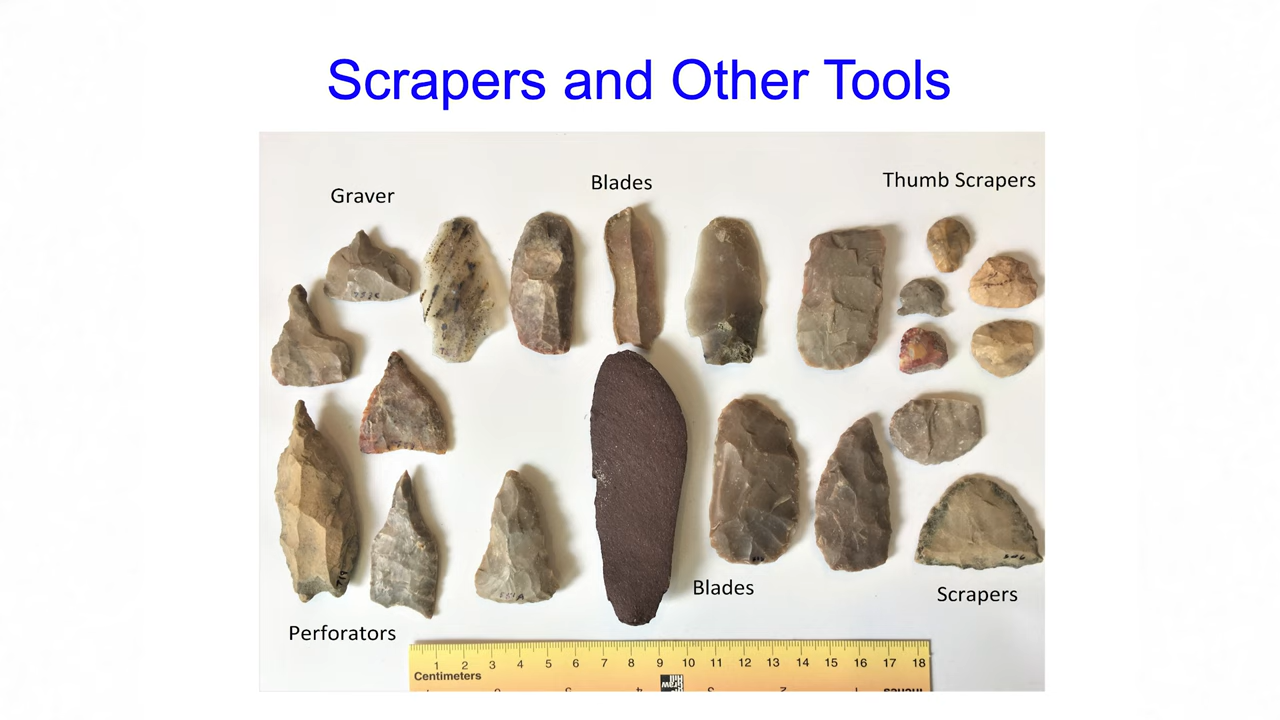 Scrapers and Other Tools
Graver
Blades
Thumb Scrapers
Blades
Scrapers
Perforators
1 2 3 4 5 6 7 8 9 10 11 12 13 14 15 16 17 18
Centimeters
Hill